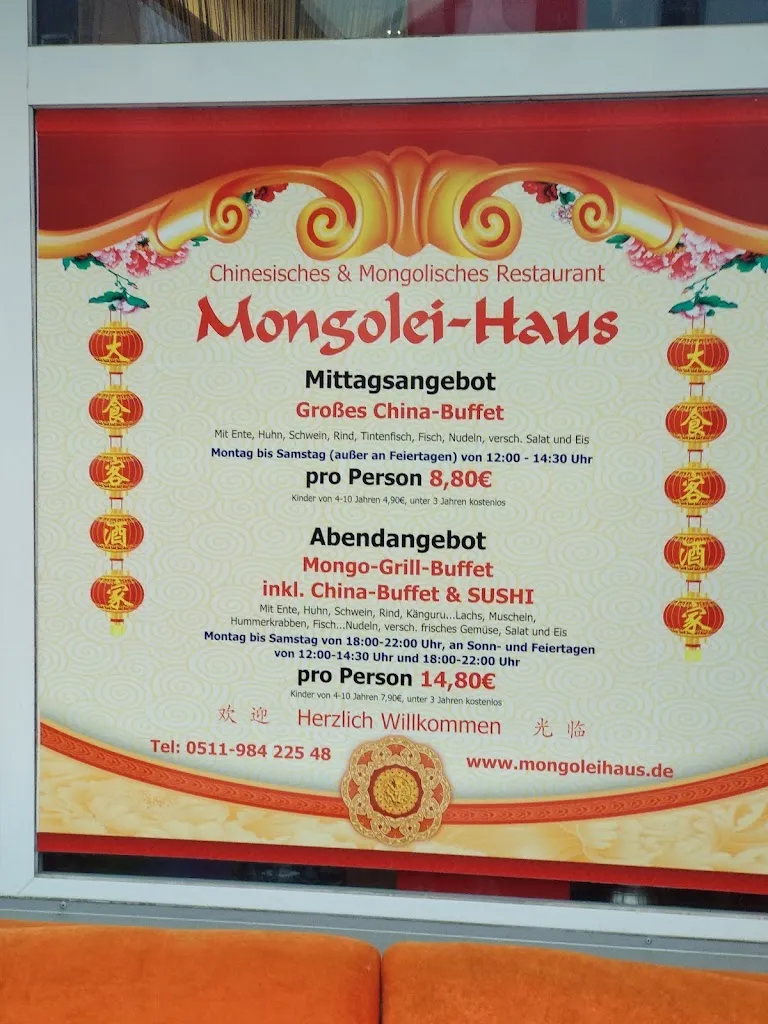 Chinesisches & Mongolisches Restaurant
Mongolei-Haus
Mittagsangebot
Großes China-Buffet
Mit Ente, Huhn, Schwein, Rind, Tintenfisch, Fisch, Nudeln, versch. Salat und Eis
Montag bis Samstag (außer an Feiertagen) von 12:00 - 14:30 Uhr
pro Person 8,80€
Kinder von 4-10 Jahren 4,90€, unter 3 Jahren kostenlos
Abendangebot
Mongo-Grill-Buffet
inkl. China-Buffet & SUSHI
Mit Ente, Huhn, Schwein, Rind, Känguru...Lachs, Muscheln,
Hummerkrabben, Fisch...Nudeln, versch. frisches Gemüse, Salat und Eis
Montag bis Samstag von 18:00-22:00 Uhr, an Sonn- und Feiertagen
von 12:00-14:30 Uhr und 18:00-22:00 Uhr
pro Person 14,80€
Kinder von 4-10 Jahren 7,90€, unter 3 Jahren kostenlos
欢迎 Herzlich Willkommen 光临
Tel: 0511-984 225 48
www.mongoleihaus.de
大食客酒家
大食客酒家